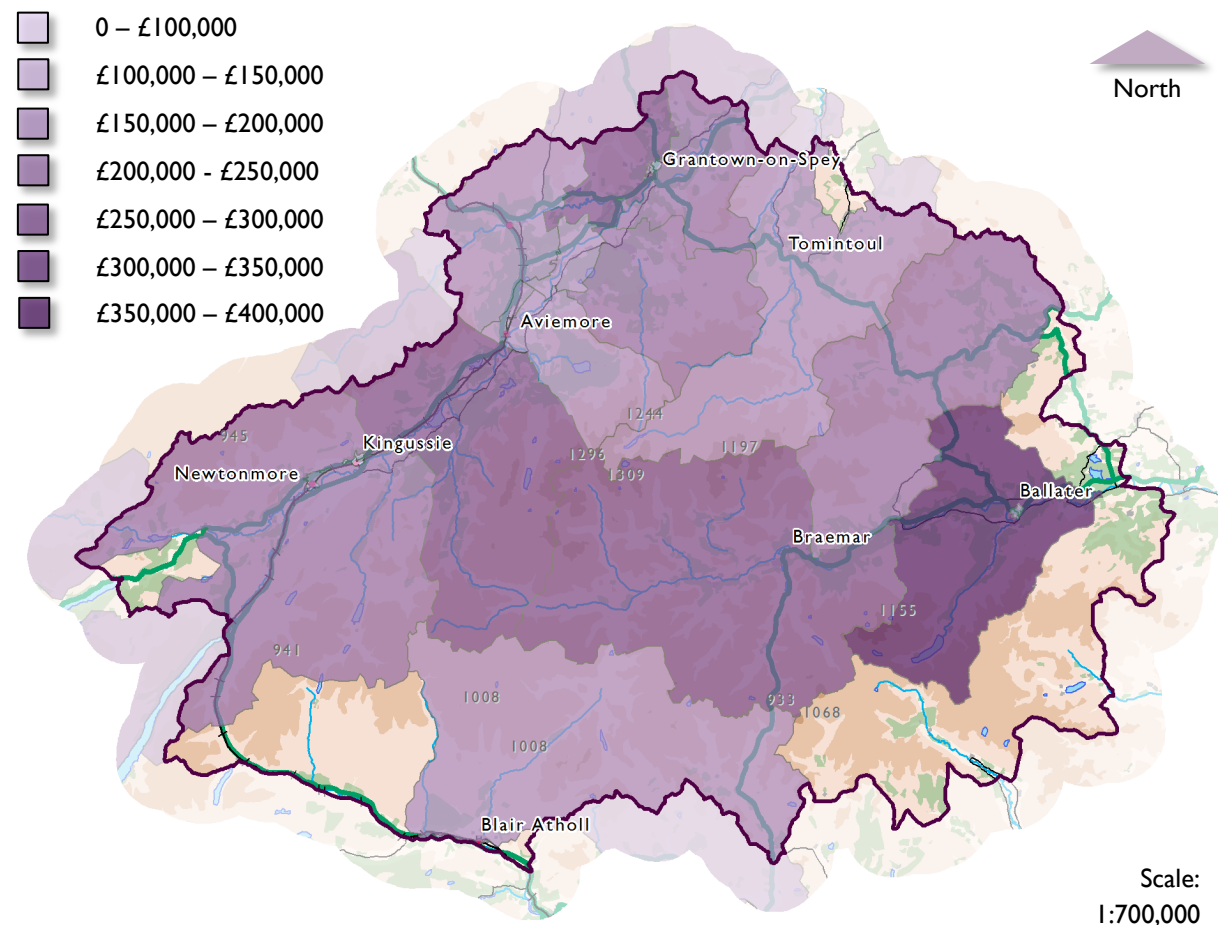 0 – £100,000
£100,000 – £150,000
£150,000 – £200,000
£200,000 - £250,000
£250,000 – £300,000
£300,000 – £350,000
£350,000 – £400,000
North
Grantown-on-Spey
Tomintoul
Aviemore
1244
945
Kingussie
1197
1296
1309
Newtonmore
Ballater
Braemar
1155
941
1008
933
1068
1008
Blair Atholl
Scale:
1:700,000